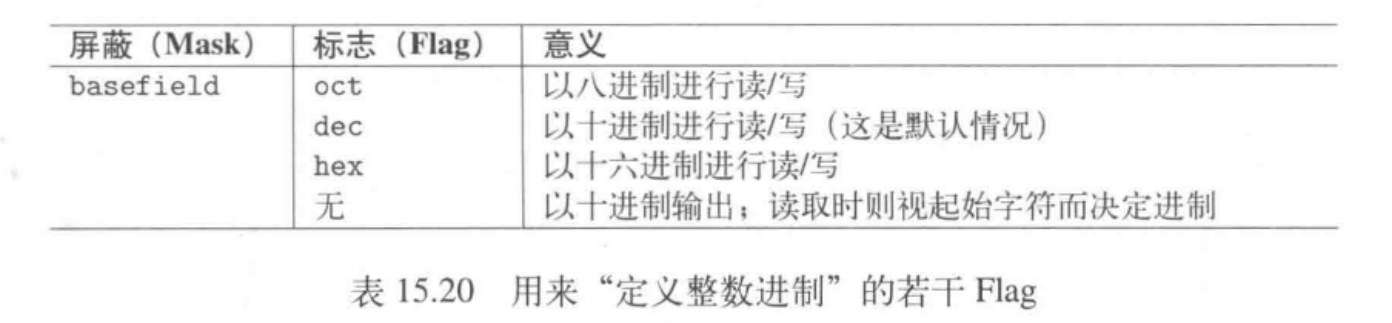 屏蔽（Mask） 标志（Flag） 意义
basefield oct 以八进制进行读/写
dec 以十进制进行读/写（这是默认情况）
hex 以十六进制进行读/写
无 以十进制输出；读取时则视起始字符而决定进制
表 15.20 用来“定义整数进制”的若干 Flag